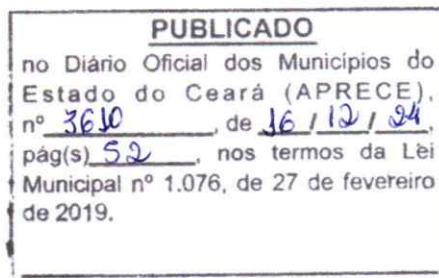 PUBLICADO
no Diário Oficial dos Municípios do
Estado do Ceará (APRECE),
nº 3610, de 16 / 12 / 24,
pág(s) 52, nos termos da Lei
Municipal nº 1.076, de 27 de fevereiro
de 2019.